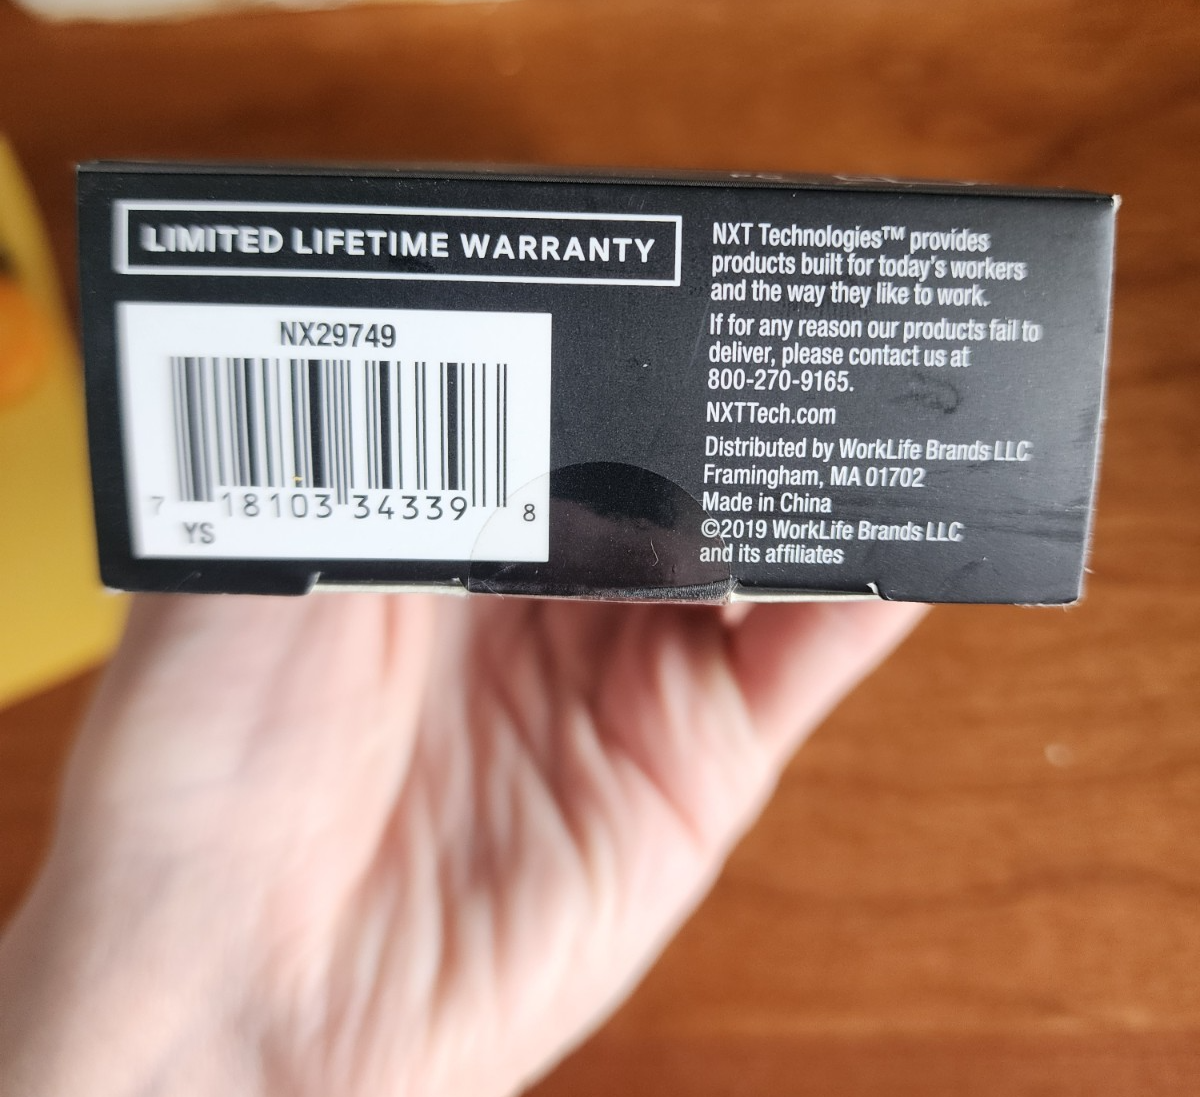 LIMITED LIFETIME WARRANTY
NX29749
7 18103 34339 8
YS
NXT Technologies™ provides
products built for today's workers
and the way they like to work.
If for any reason our products fail to
deliver, please contact us at
800-270-9165.
NXTTech.com
Distributed by WorkLife Brands LLC
Framingham, MA 01702
Made in China
©2019 WorkLife Brands LLC
and its affiliates